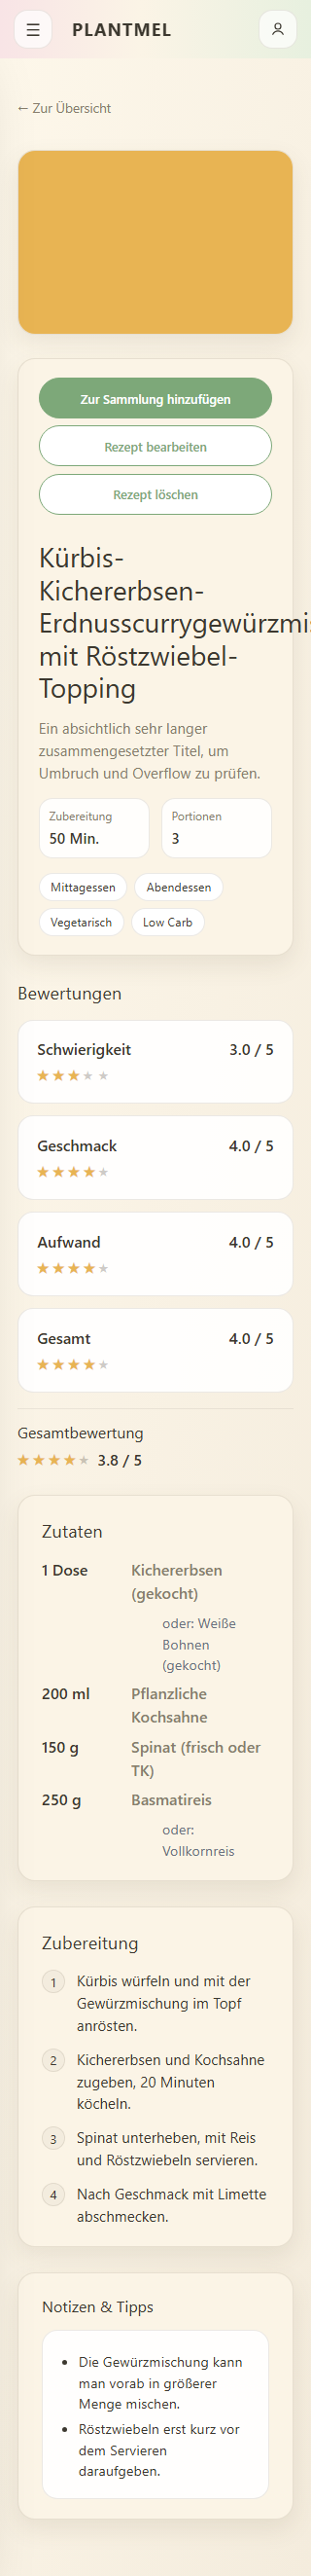 PLANTMEL
← Zur Übersicht
Zur Sammlung hinzufügen
Rezept bearbeiten
Rezept löschen
Kürbis-
Kichererbsen-
Erdnusscurrygewürzmis
mit Röstzwiebel-
Topping
Ein absichtlich sehr langer
zusammengesetzter Titel, um
Umbruch und Overflow zu prüfen.
Zubereitung
50 Min.
Portionen
3
Mittagessen
Abendessen
Vegetarisch
Low Carb
Bewertungen
Schwierigkeit 3.0 / 5
Geschmack 4.0 / 5
Aufwand 4.0 / 5
Gesamt 4.0 / 5
Gesamtbewertung
3.8 / 5
Zutaten
1 Dose Kichererbsen
(gekocht)
oder: Weiße
Bohnen
(gekocht)
200 ml Pflanzliche
Kochsahne
150 g Spinat (frisch oder
TK)
250 g Basmatireis
oder:
Vollkornreis
Zubereitung
1 Kürbis würfeln und mit der
Gewürzmischung im Topf
anrösten.
2 Kichererbsen und Kochsahne
zugeben, 20 Minuten
köcheln.
3 Spinat unterheben, mit Reis
und Röstzwiebeln servieren.
4 Nach Geschmack mit Limette
abschmecken.
Notizen & Tipps
• Die Gewürzmischung kann
man vorab in größerer
Menge mischen.
• Röstzwiebeln erst kurz vor
dem Servieren
daraufgeben.